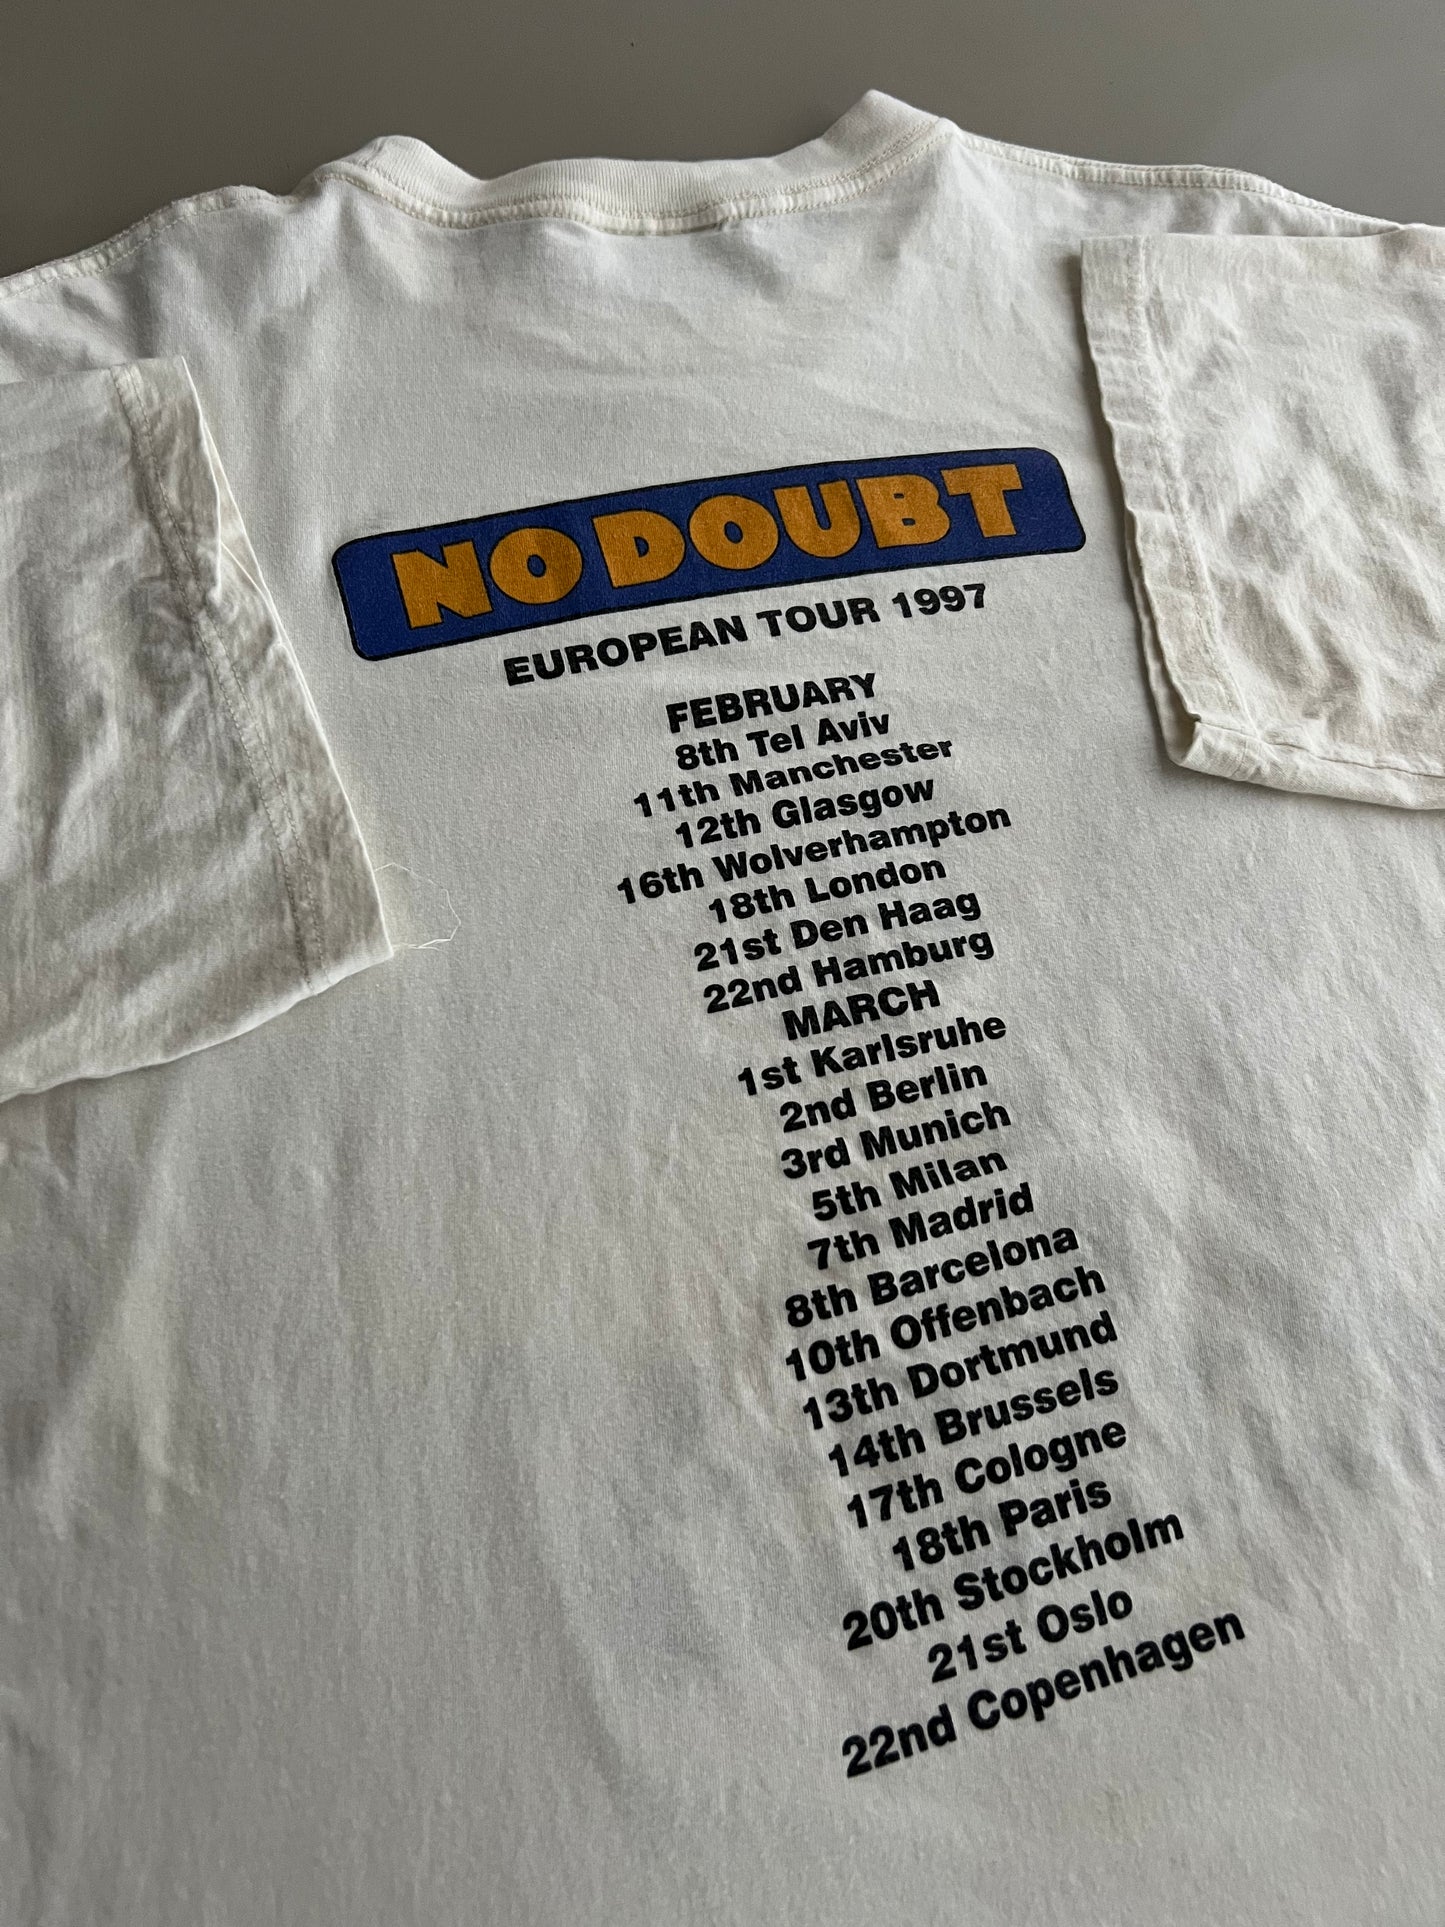 NO DOUBT
EUROPEAN TOUR 1997
FEBRUARY
8th Tel Aviv
11th Manchester
12th Glasgow
16th Wolverhampton
18th London
21st Den Haag
22nd Hamburg
MARCH
1st Karlsruhe
2nd Berlin
3rd Munich
5th Milan
7th Madrid
8th Barcelona
10th Offenbach
13th Dortmund
14th Brussels
17th Cologne
18th Paris
20th Stockholm
21st Oslo
22nd Copenhagen